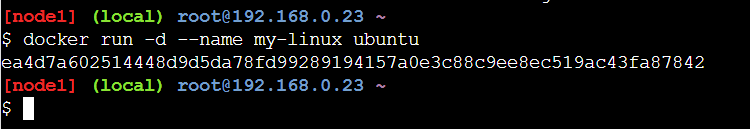 [node1] (local) root@192.168.0.23 ~
$ docker run -d --name my-linux ubuntu
ea4d7a602514448d9d5da78fd99289194157a0e3c88c9ee8ec519ac43fa87842
[node1] (local) root@192.168.0.23 ~
$